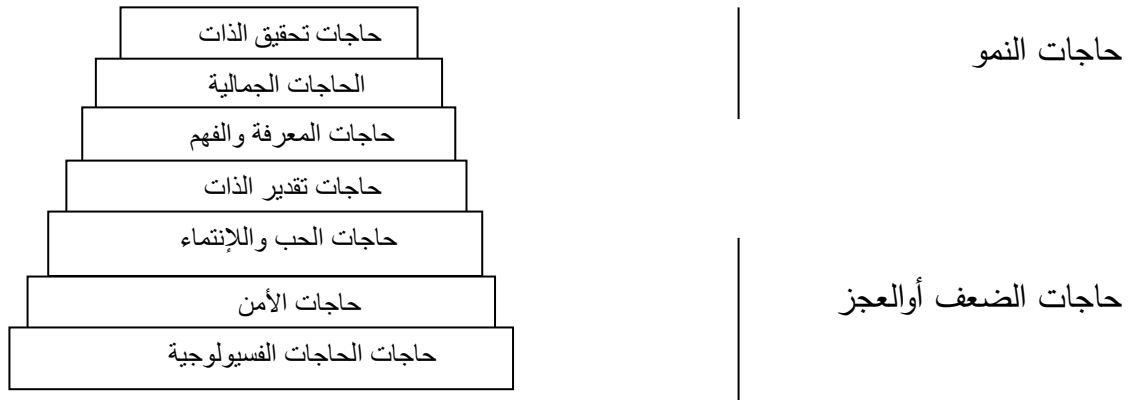 حاجات تحقيق الذات
حاجات النمو
الحاجات الجمالية
حاجات المعرفة والفهم
حاجات تقدير الذات
حاجات الحب واللإنتماء
حاجات الأمن
حاجات الضعف أوالعجز
حاجات الحاجات الفسيولوجية